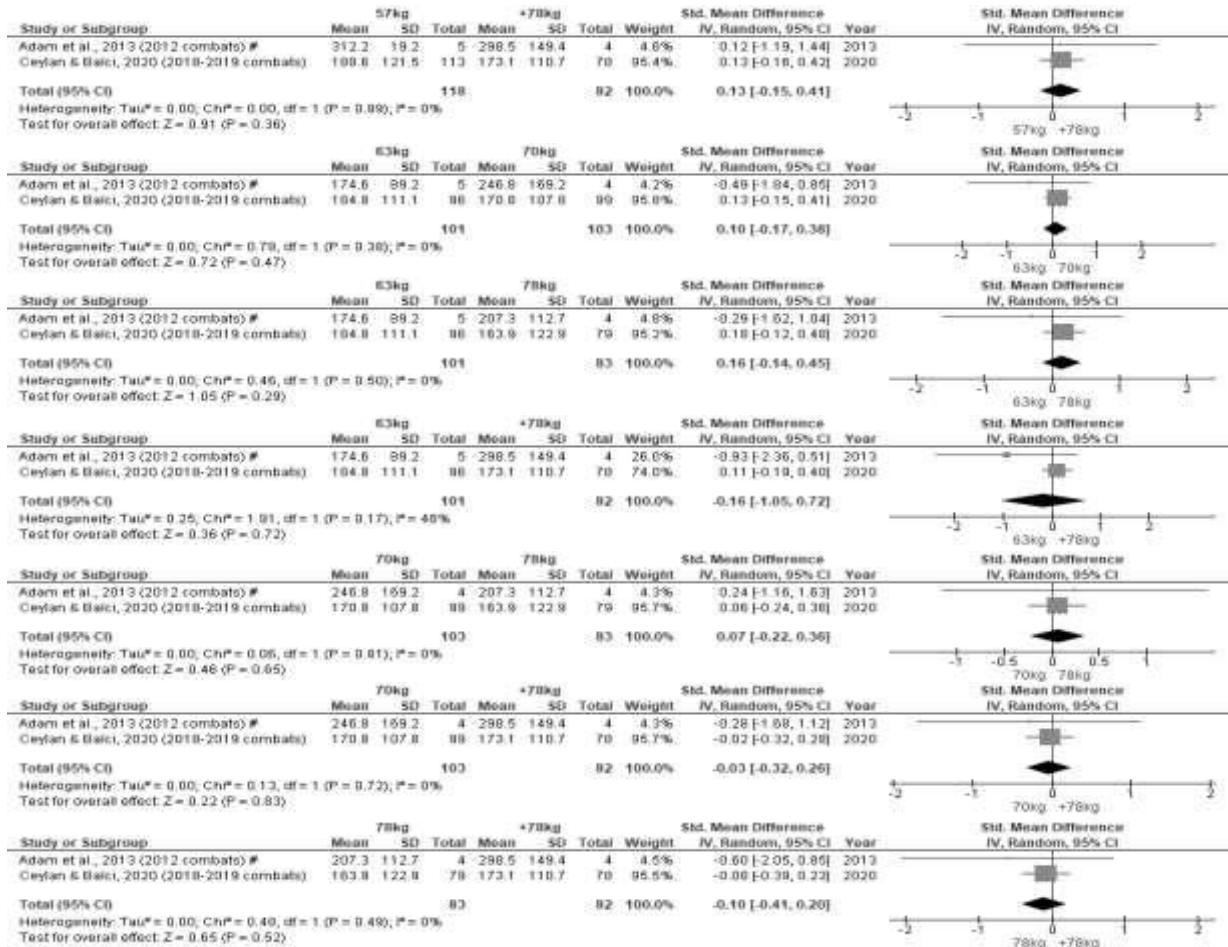 57kg +78kg Std. Mean Difference Std. Mean Difference
Study or Subgroup Mean SD Total Mean SD Total Weight IV, Random, 95% CI Year IV, Random, 95% CI
Adam et al., 2013 (2012 combats) # 312.2 5 298.5 149.4 4 4.6% 0.12 [-1.19, 1.44] 2013
Ceylan & Balci, 2020 (2018-2019 combats) 121.5 113 173.1 110.7 78 95.4% 0.13 [-0.16, 0.42] 2020
Total (95% CI) 118 82 100.0% 0.13 [-0.15, 0.41]
Heterogeneity: Tau² = 0.00; Chi² = 0.00, df = 1 (P = 0.99); I² = 0%
Test for overall effect: Z = 0.91 (P = 0.36)
-2 -1 0 1 2
57kg +78kg
63kg 70kg Std. Mean Difference Std. Mean Difference
Study or Subgroup Mean SD Total Mean SD Total Weight IV, Random, 95% CI Year IV, Random, 95% CI
Adam et al., 2013 (2012 combats) # 174.6 89.2 5 246.8 169.2 4 4.2% [-1.84, 0.85] 2013
Ceylan & Balci, 2020 (2018-2019 combats) 184.8 111.1 96 170.8 107.8 99 95.8% 0.13 [-0.15, 0.41] 2020
Total (95% CI) 101 103 100.0% 0.10 [-0.17, 0.38]
Heterogeneity: Tau² = 0.00; Chi² = 0.78, df = 1 (P = 0.38); I² = 0%
Test for overall effect: Z = 0.72 (P = 0.47)
-2 -1 0 1 2
63kg 70kg
63kg 78kg Std. Mean Difference Std. Mean Difference
Study or Subgroup Mean SD Total Mean SD Total Weight IV, Random, 95% CI Year IV, Random, 95% CI
Adam et al., 2013 (2012 combats) # 174.6 89.2 5 207.3 112.7 4 4.8% -0.29 [-1.62, 1.04] 2013
Ceylan & Balci, 2020 (2018-2019 combats) 184.8 111.1 96 163.9 79 95.2% 0.18 [-0.12, 0.48] 2020
Total (95% CI) 101 83 100.0% 0.16 [-0.14, 0.45]
Heterogeneity: Tau² = 0.00; Chi² = 0.46, df = 1 (P = 0.50); I² = 0%
Test for overall effect: Z = 1.05 (P = 0.29)
-2 -1 0 1 2
63kg 78kg
63kg +78kg Std. Mean Difference Std. Mean Difference
Study or Subgroup Mean SD Total Mean SD Total Weight IV, Random, 95% CI Year IV, Random, 95% CI
Adam et al., 2013 (2012 combats) # 174.6 89.2 5 298.5 149.4 4 26.0% -0.93 [-2.36, 0.51] 2013
Ceylan & Balci, 2020 (2018-2019 combats) 184.8 111.1 96 173.1 110.7 78 74.0% 0.11 [-0.19, 0.40] 2020
Total (95% CI) 101 82 100.0% -0.16 [-1.05, 0.72]
Heterogeneity: Tau² = 0.25; Chi² = 1.91, df = 1 (P = 0.17); I² = 48%
Test for overall effect: Z = 0.36 (P = 0.72)
-2 -1 0 1 2
63kg +78kg
70kg 78kg Std. Mean Difference Std. Mean Difference
Study or Subgroup Mean SD Total Mean SD Total Weight IV, Random, 95% CI Year IV, Random, 95% CI
Adam et al., 2013 (2012 combats) # 246.8 169.2 4 207.3 112.7 4 4.3% 0.24 [-1.16, 1.63] 2013
Ceylan & Balci, 2020 (2018-2019 combats) 170.8 107.8 99 163.9 79 95.7% 0.06 [-0.24, 0.36] 2020
Total (95% CI) 103 83 100.0% 0.07 [-0.22, 0.36]
Heterogeneity: Tau² = 0.00; Chi² = 0.06, df = 1 (P = 0.81); I² = 0%
Test for overall effect: Z = 0.46 (P = 0.65)
-1 -0.5 0 0.5 1
70kg 78kg
70kg +78kg Std. Mean Difference Std. Mean Difference
Study or Subgroup Mean SD Total Mean SD Total Weight IV, Random, 95% CI Year IV, Random, 95% CI
Adam et al., 2013 (2012 combats) # 246.8 169.2 4 298.5 149.4 4 4.3% -0.28 [-1.68, 1.12] 2013
Ceylan & Balci, 2020 (2018-2019 combats) 170.8 107.8 99 173.1 110.7 78 95.7% -0.02 [-0.32, 0.28] 2020
Total (95% CI) 103 82 100.0% -0.03 [-0.32, 0.26]
Heterogeneity: Tau² = 0.00; Chi² = 0.13, df = 1 (P = 0.72); I² = 0%
Test for overall effect: Z = 0.22 (P = 0.83)
-2 -1 0 1 2
70kg +78kg
78kg +78kg Std. Mean Difference Std. Mean Difference
Study or Subgroup Mean SD Total Mean SD Total Weight IV, Random, 95% CI Year IV, Random, 95% CI
Adam et al., 2013 (2012 combats) # 207.3 112.7 4 298.5 149.4 4 4.5% -0.60 [-2.05, 0.85] 2013
Ceylan & Balci, 2020 (2018-2019 combats) 163.9 79 173.1 110.7 78 95.5% -0.08 [-0.39, 0.23] 2020
Total (95% CI) 83 82 100.0% -0.10 [-0.41, 0.20]
Heterogeneity: Tau² = 0.00; Chi² = 0.48, df = 1 (P = 0.49); I² = 0%
Test for overall effect: Z = 0.65 (P = 0.52)
-2 -1 0 1 2
78kg +78kg